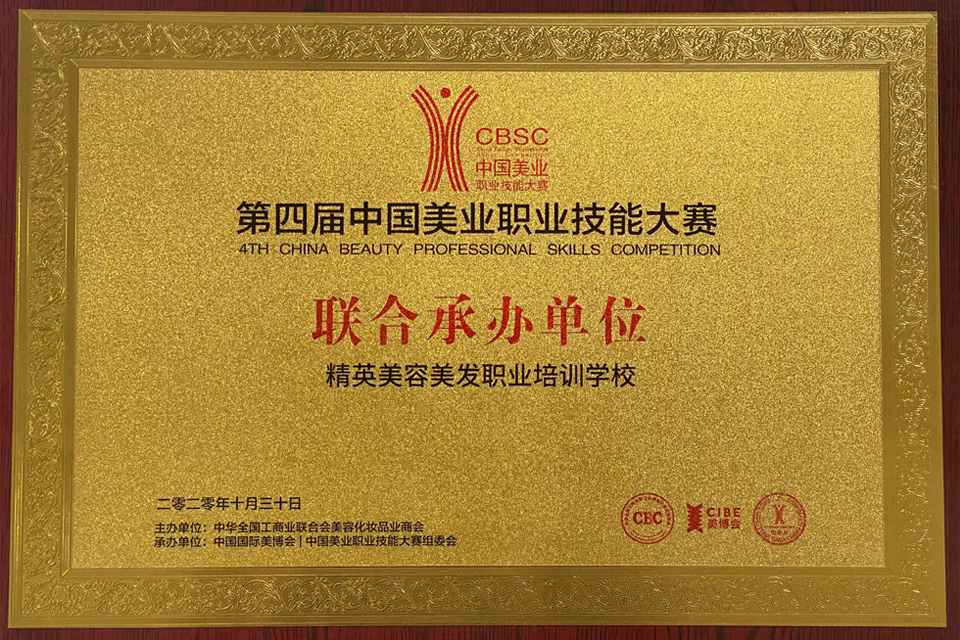 CBSC
中国美业
职业技能大赛
第四届中国美业职业技能大赛
4TH CHINA BEAUTY PROFESSIONAL SKILLS COMPETITION
联合承办单位
精英美容美发职业培训学校
二零二零年十月三十日
主办单位：中华全国工商业联合会美容化妆品业商会
承办单位：中国国际美博会 | 中国美业职业技能大赛组委会
CBC
CIBE
美博会